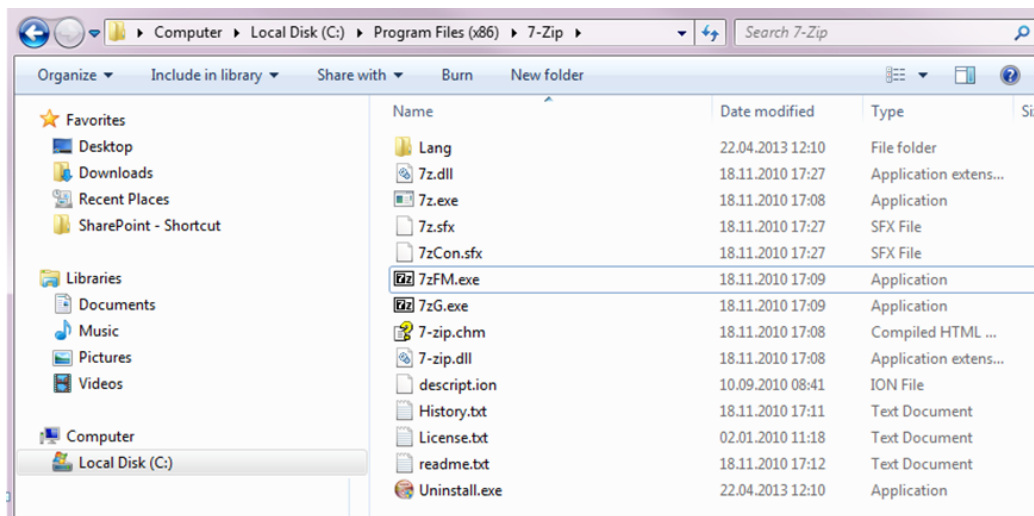 Computer Local Disk (C:) Program Files (x86) 7-Zip Search 7-Zip
Organize Include in library Share with Burn New folder
Favorites
Desktop
Downloads
Recent Places
SharePoint - Shortcut
Libraries
Documents
Music
Pictures
Videos
Computer
Local Disk (C:)
Name Date modified Type Si
Lang 22.04.2013 12:10 File folder
7z.dll 18.11.2010 17:27 Application extens...
7z.exe 18.11.2010 17:08 Application
7z.sfx 18.11.2010 17:27 SFX File
7zCon.sfx 18.11.2010 17:27 SFX File
7zFM.exe 18.11.2010 17:09 Application
7zG.exe 18.11.2010 17:09 Application
7-zip.chm 18.11.2010 17:08 Compiled HTML ...
7-zip.dll 18.11.2010 17:08 Application extens...
descript.ion 10.09.2010 08:41 ION File
History.txt 18.11.2010 17:11 Text Document
License.txt 02.01.2010 11:18 Text Document
readme.txt 18.11.2010 17:12 Text Document
Uninstall.exe 22.04.2013 12:10 Application